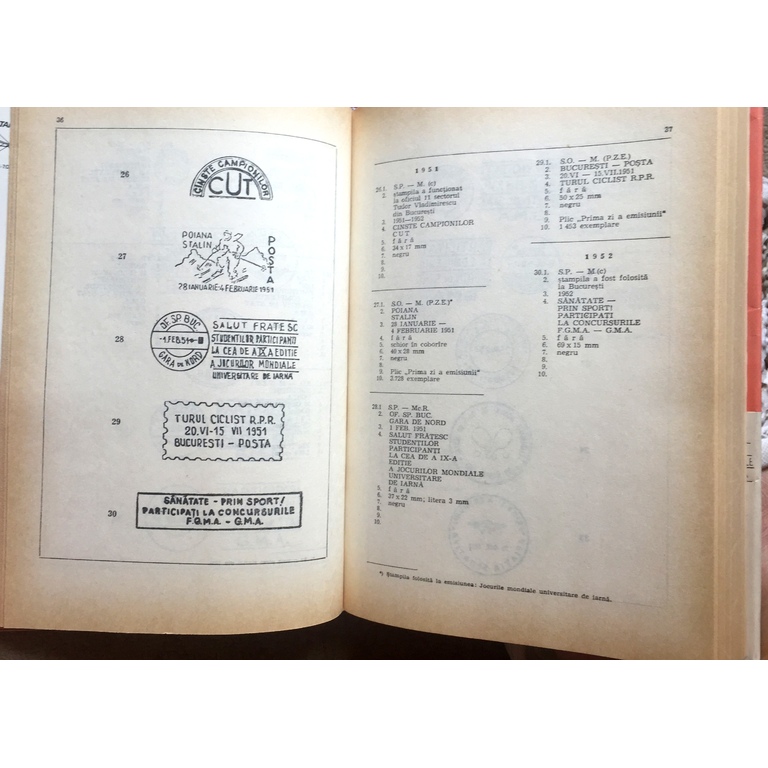 36
26
CINSTE CAMPIONILOR
CUT
27
POIANA
STALIN
POSTA
28 IANUARIE-4 FEBRUARIE 1951
28
OF. SP. BUC.
-1.FEB.51*-
GARA DE NORD
SALUT FRATESC
STUDENTILOR PARTICIPANTI
LA CEA DE A IX A EDITIE
A JOCURILOR MONDIALE
UNIVERSITARE DE IARNĂ
29
TURUL CICLIST R.P.R.
20.VI-15 VII 1951
BUCURESTI - POSTA
30
SĂNĂTATE - PRIN SPORT!
PARTICIPAȚI LA CONCURSURILE
F.G.M.A. - G.M.A.
27
1951
26.1. S.P. — M. (c)
2. ștampila a funcționat
la oficiul 11 sectorul
Tudor Vladimirescu
din București
3. 1951—1952
4. CINSTE CAMPIONILOR
CUT
5. fără
6. 34 x 17 mm
7. negru
8.
9.
10.
27.1. S.O. — M. (P.Z.E.)*
2. POIANA
STALIN
3. 28 IANUARIE —
4 FEBRUARIE 1951
4. fără
5. schior în coborîre
6. 49 x 28 mm
7. negru
8.
9. Plic „Prima zi a emisiunii"
10. 2.728 exemplare
28.1 S.P. — Mc.R.
2. OF. SP. BUC.
GARA DE NORD
3. 1 FEB. 1951
4. SALUT FRĂTESC
STUDENȚILOR
PARTICIPANȚI
LA CEA DE A IX-A
EDIȚIE
A JOCURILOR MONDIALE
UNIVERSITARE
DE IARNĂ
5. fără
6. 27 x 22 mm; litera 3 mm
7. negru
8.
9.
10.
29.1. S.O. — M. (P.Z.E.)
2. BUCUREȘTI — POȘTA
3. 20.VI — 15.VII.1951
4. TURUL CICLIST R.P.R.
5. fără
6. 50 x 25 mm
7. negru
8.
9. Plic „Prima zi a emisiunii"
10. 1 453 exemplare
1952
30.1. S.P. — M.(c)
2. ștampila a fost folosită
la București
3. 1952
4. SĂNĂTATE —
PRIN SPORT!
PARTICIPAȚI
LA CONCURSURILE
F.G.M.A. — G.M.A.
5. fără
6. 69 x 15 mm
7. negru
8.
9.
10.
*) Ștampila folosită la emisiunea: Jocurile mondiale universitare de iarnă.